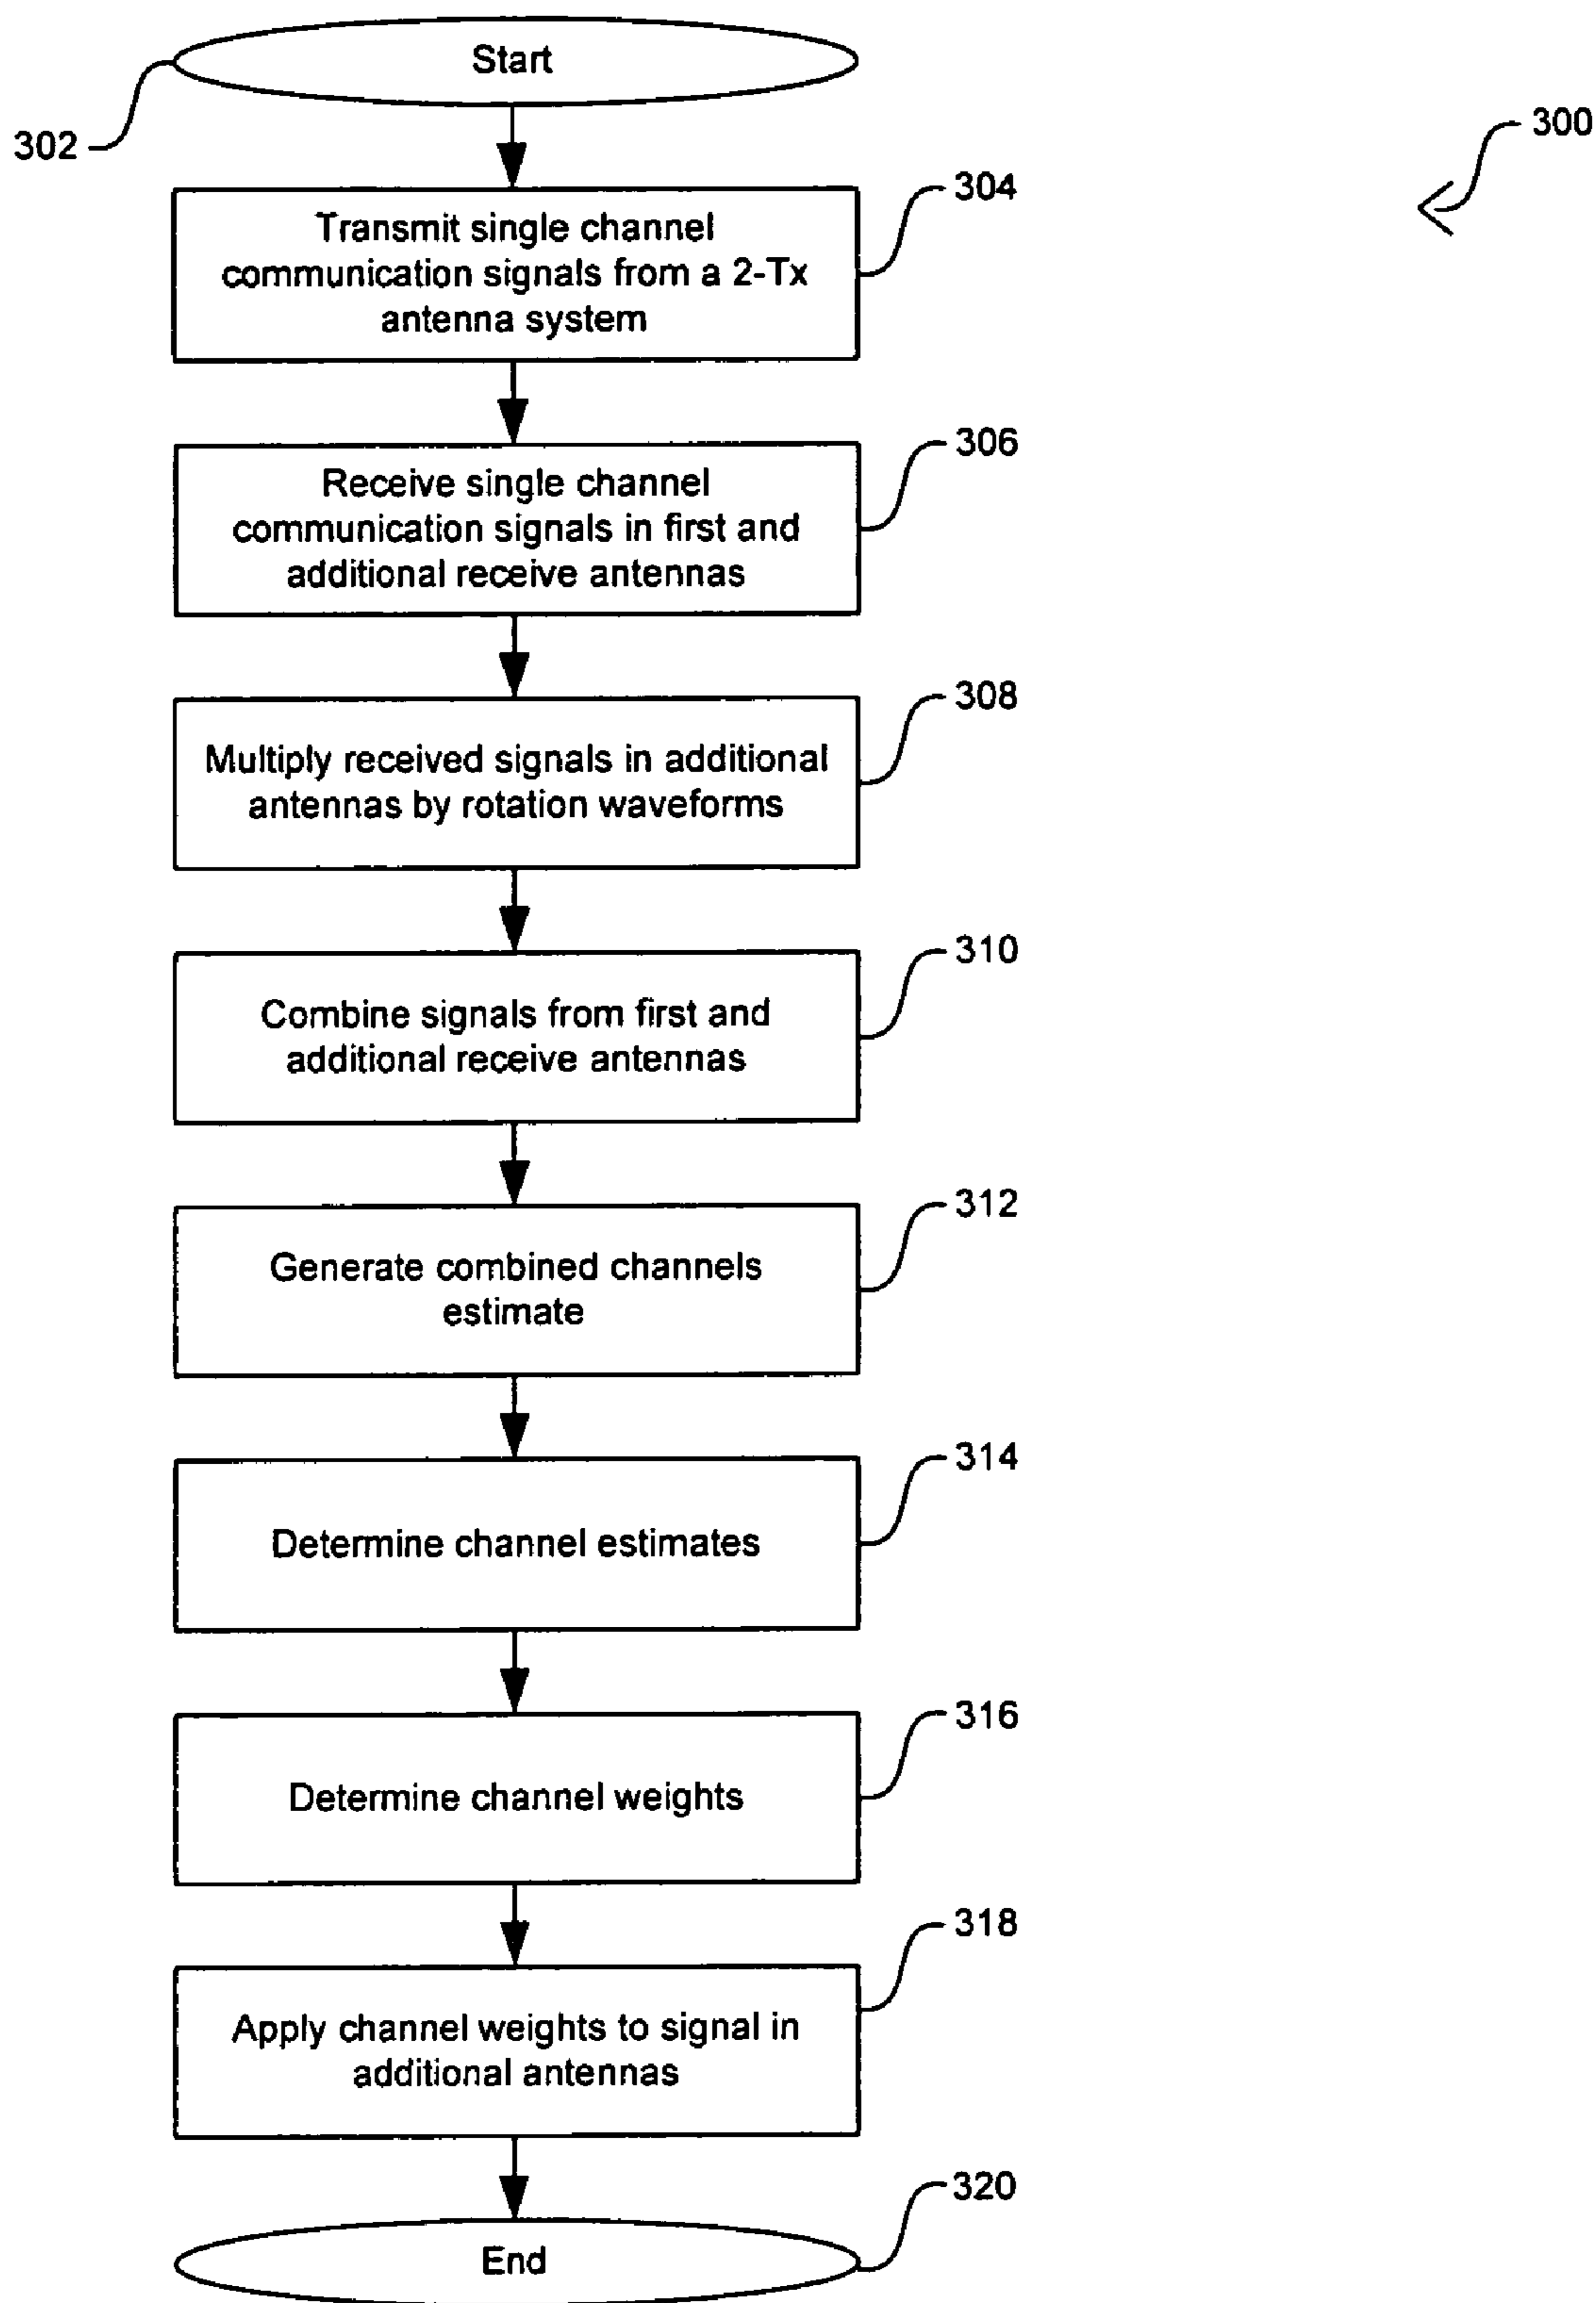 Start
302
300
304
Transmit single channel
communication signals from a 2-Tx
antenna system
306
Receive single channel
communication signals in first and
additional receive antennas
308
Multiply received signals in additional
antennas by rotation waveforms
310
Combine signals from first and
additional receive antennas
312
Generate combined channels
estimate
314
Determine channel estimates
316
Determine channel weights
318
Apply channel weights to signal in
additional antennas
320
End